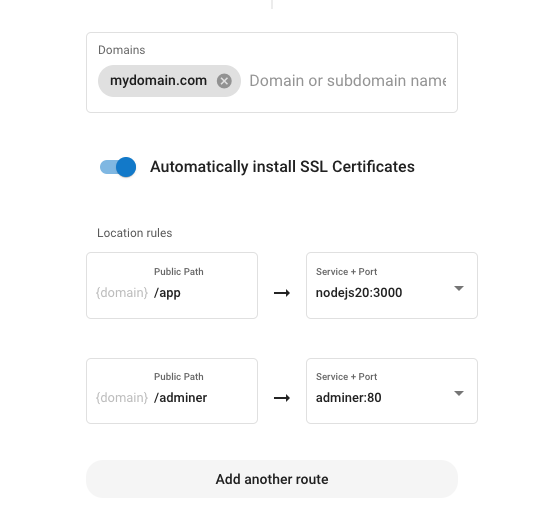 Domains
mydomain.com Domain or subdomain name
Automatically install SSL Certificates
Location rules
Public Path
{domain} /app
Service + Port
nodejs20:3000
Public Path
{domain} /adminer
Service + Port
adminer:80
Add another route